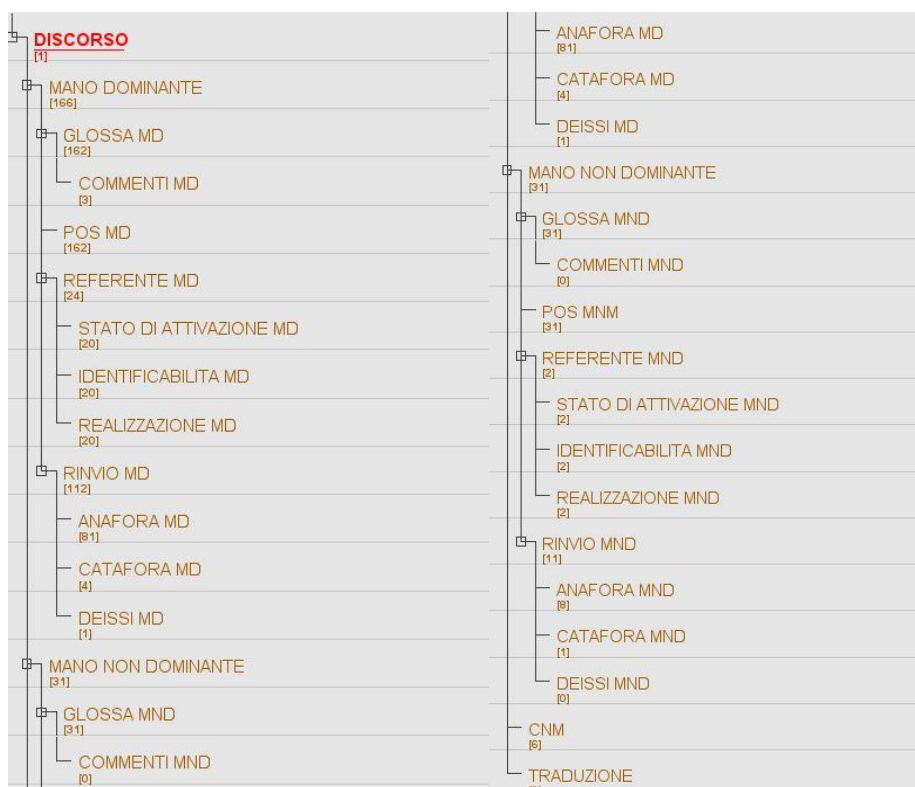 DISCORSO
[1]
MANO DOMINANTE
[166]
GLOSSA MD
[162]
COMMENTI MD
[3]
POS MD
[162]
REFERENTE MD
[24]
STATO DI ATTIVAZIONE MD
[20]
IDENTIFICABILITA MD
[20]
REALIZZAZIONE MD
[20]
RINVIO MD
[112]
ANAFORA MD
[81]
CATAFORA MD
[4]
DEISSI MD
[1]
MANO NON DOMINANTE
[31]
GLOSSA MND
[31]
COMMENTI MND
[0]
ANAFORA MD
[81]
CATAFORA MD
[4]
DEISSI MD
[1]
MANO NON DOMINANTE
[31]
GLOSSA MND
[31]
COMMENTI MND
[0]
POS MNM
[31]
REFERENTE MND
[2]
STATO DI ATTIVAZIONE MND
[2]
IDENTIFICABILITA MND
[2]
REALIZZAZIONE MND
[2]
RINVIO MND
[11]
ANAFORA MND
[8]
CATAFORA MND
[1]
DEISSI MND
[0]
CNM
[6]
TRADUZIONE